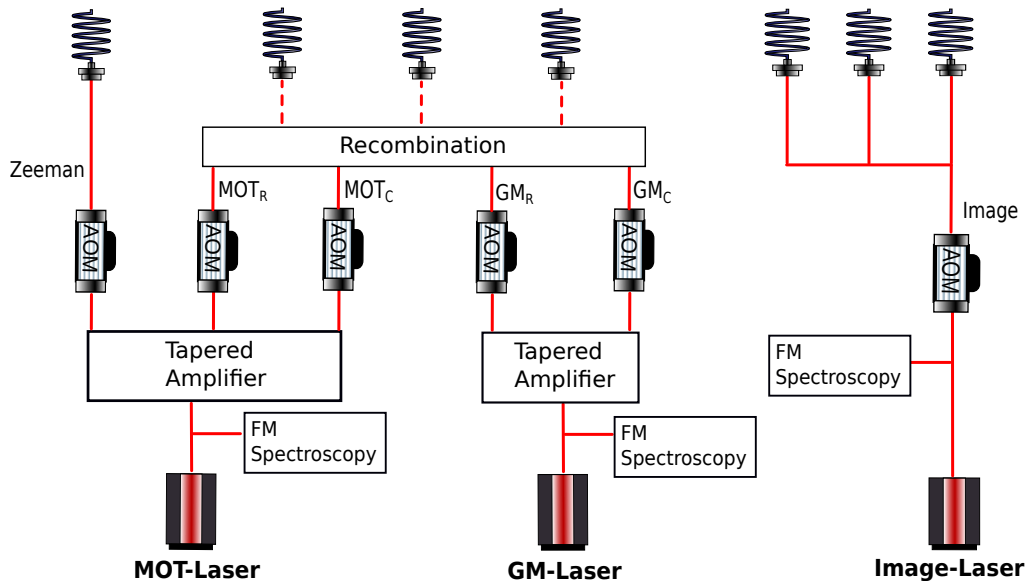 Recombination
Zeeman
MOT_R
MOT_C
GM_R
GM_C
Image
AOM
AOM
AOM
AOM
AOM
AOM
Tapered
Amplifier
Tapered
Amplifier
FM
Spectroscopy
FM
Spectroscopy
FM
Spectroscopy
MOT-Laser
GM-Laser
Image-Laser